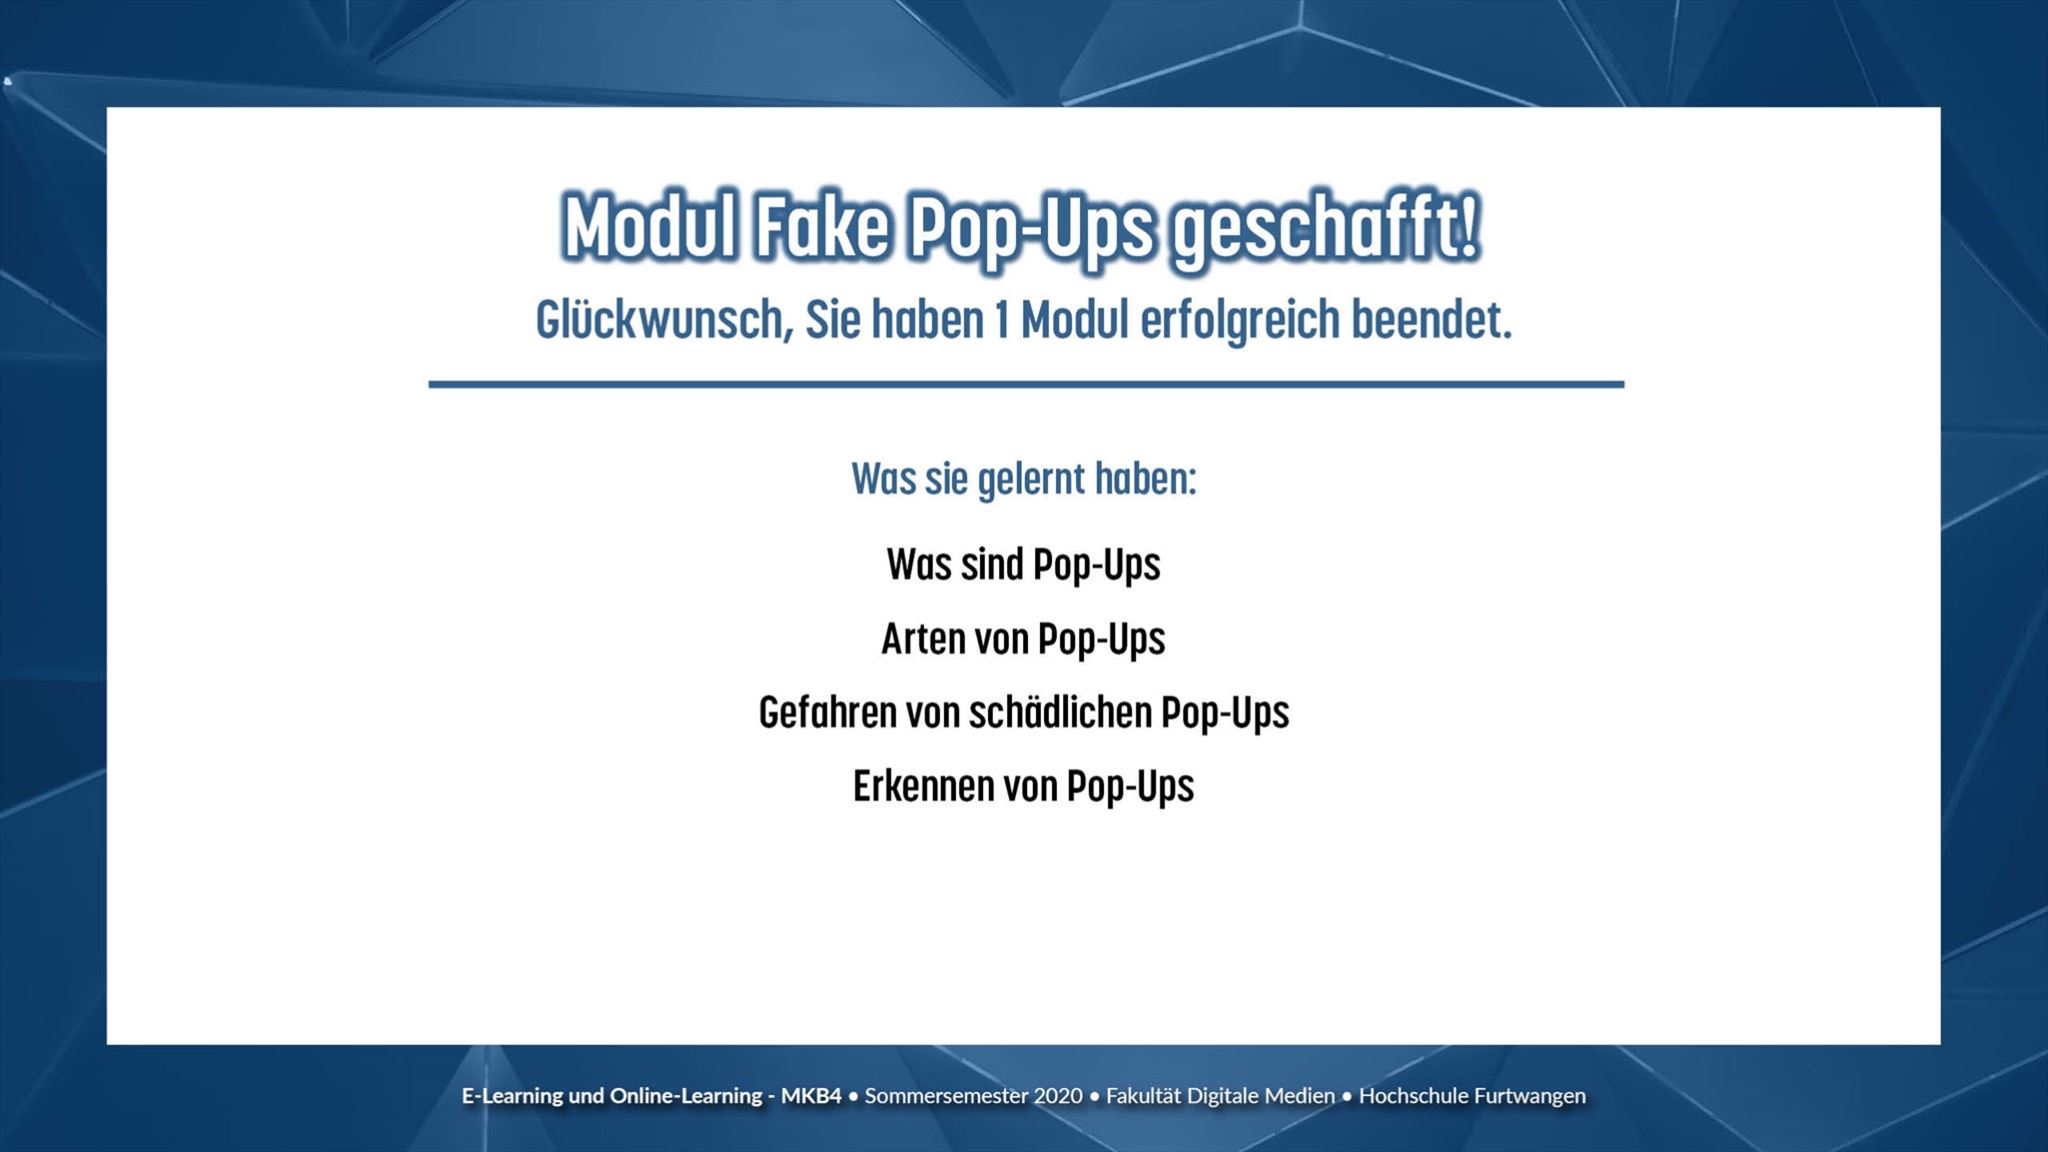 Modul Fake Pop-Ups geschafft!
Glückwunsch, Sie haben 1 Modul erfolgreich beendet.
Was sie gelernt haben:
Was sind Pop-Ups
Arten von Pop-Ups
Gefahren von schädlichen Pop-Ups
Erkennen von Pop-Ups
E-Learning und Online-Learning - MKB4 • Sommersemester 2020 • Fakultät Digitale Medien • Hochschule Furtwangen